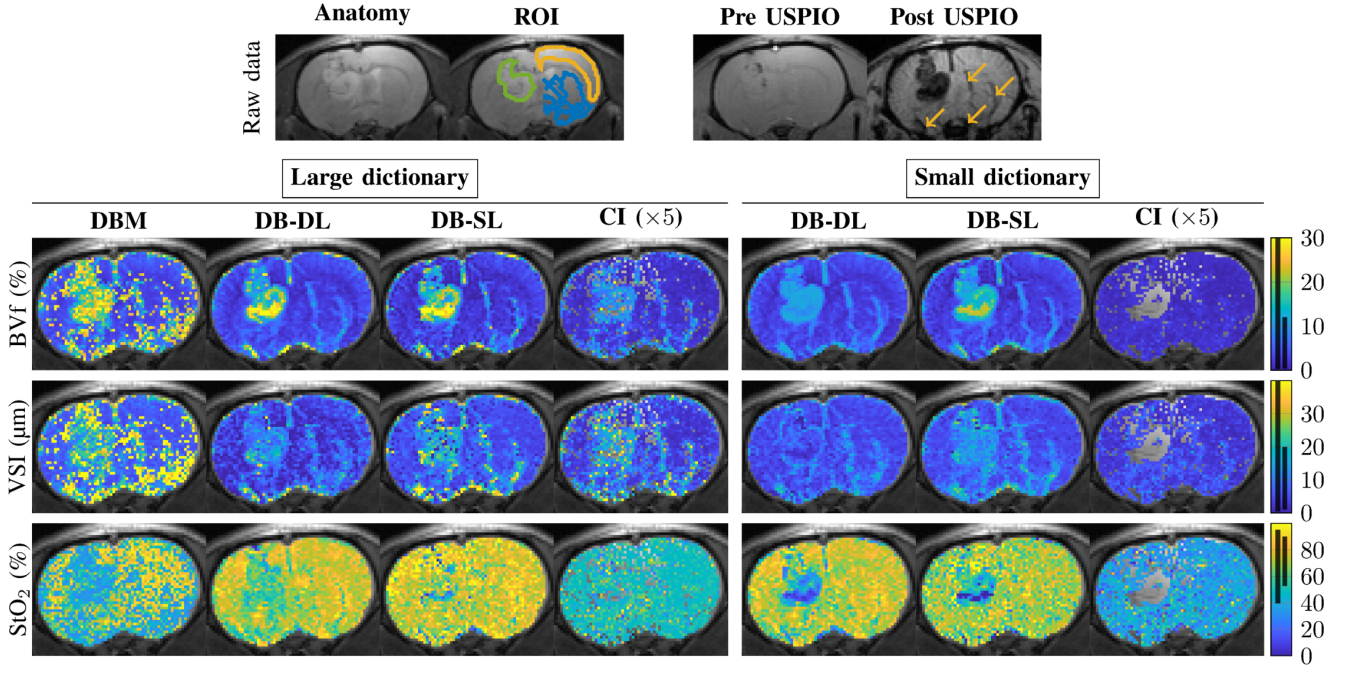 Anatomy ROI Pre USPIO Post USPIO
Raw data
Large dictionary Small dictionary
DBM DB-DL DB-SL CI (×5) DB-DL DB-SL CI (×5)
BVf (%)
30
20
10
0
VSI (µm)
30
20
10
0
StO₂ (%)
80
60
40
20
0